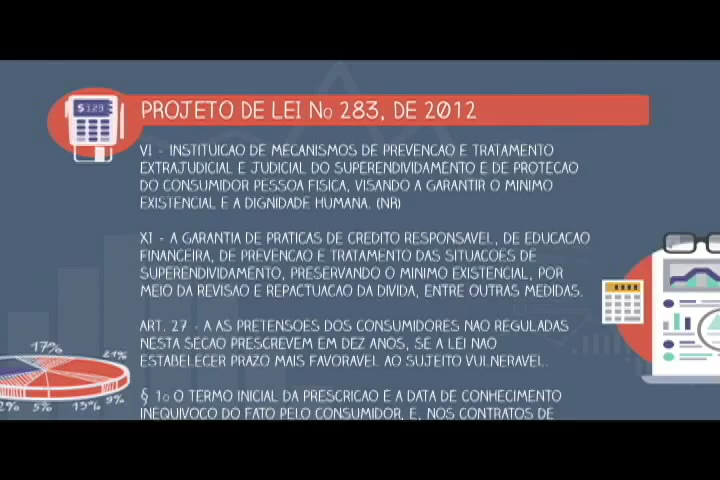 $ 123
PROJETO DE LEI No 283, DE 2012
VI - INSTITUICAO DE MECANISMOS DE PREVENCAO E TRATAMENTO
EXTRAJUDICIAL E JUDICIAL DO SUPERENDIVIDAMENTO E DE PROTECAO
DO CONSUMIDOR PESSOA FISICA, VISANDO A GARANTIR O MINIMO
EXISTENCIAL E A DIGNIDADE HUMANA. (NR)
XI - A GARANTIA DE PRATICAS DE CREDITO RESPONSAVEL, DE EDUCACAO
FINANCEIRA, DE PREVENCAO E TRATAMENTO DAS SITUACOES DE
SUPERENDIVIDAMENTO, PRESERVANDO O MINIMO EXISTENCIAL, POR
MEIO DA REVISAO E REPACTUACAO DA DIVIDA, ENTRE OUTRAS MEDIDAS.
ART. 27 - A AS PRETENSOES DOS CONSUMIDORES NAO REGULADAS
NESTA SECAO PRESCREVEM EM DEZ ANOS, SE A LEI NAO
ESTABELECER PRAZO MAIS FAVORAVEL AO SUJEITO VULNERAVEL.
§ 1o O TERMO INICIAL DA PRESCRICAO E A DATA DE CONHECIMENTO
INEQUIVOCO DO FATO PELO CONSUMIDOR, E, NOS CONTRATOS DE
17%
21%
9%
13%
5%